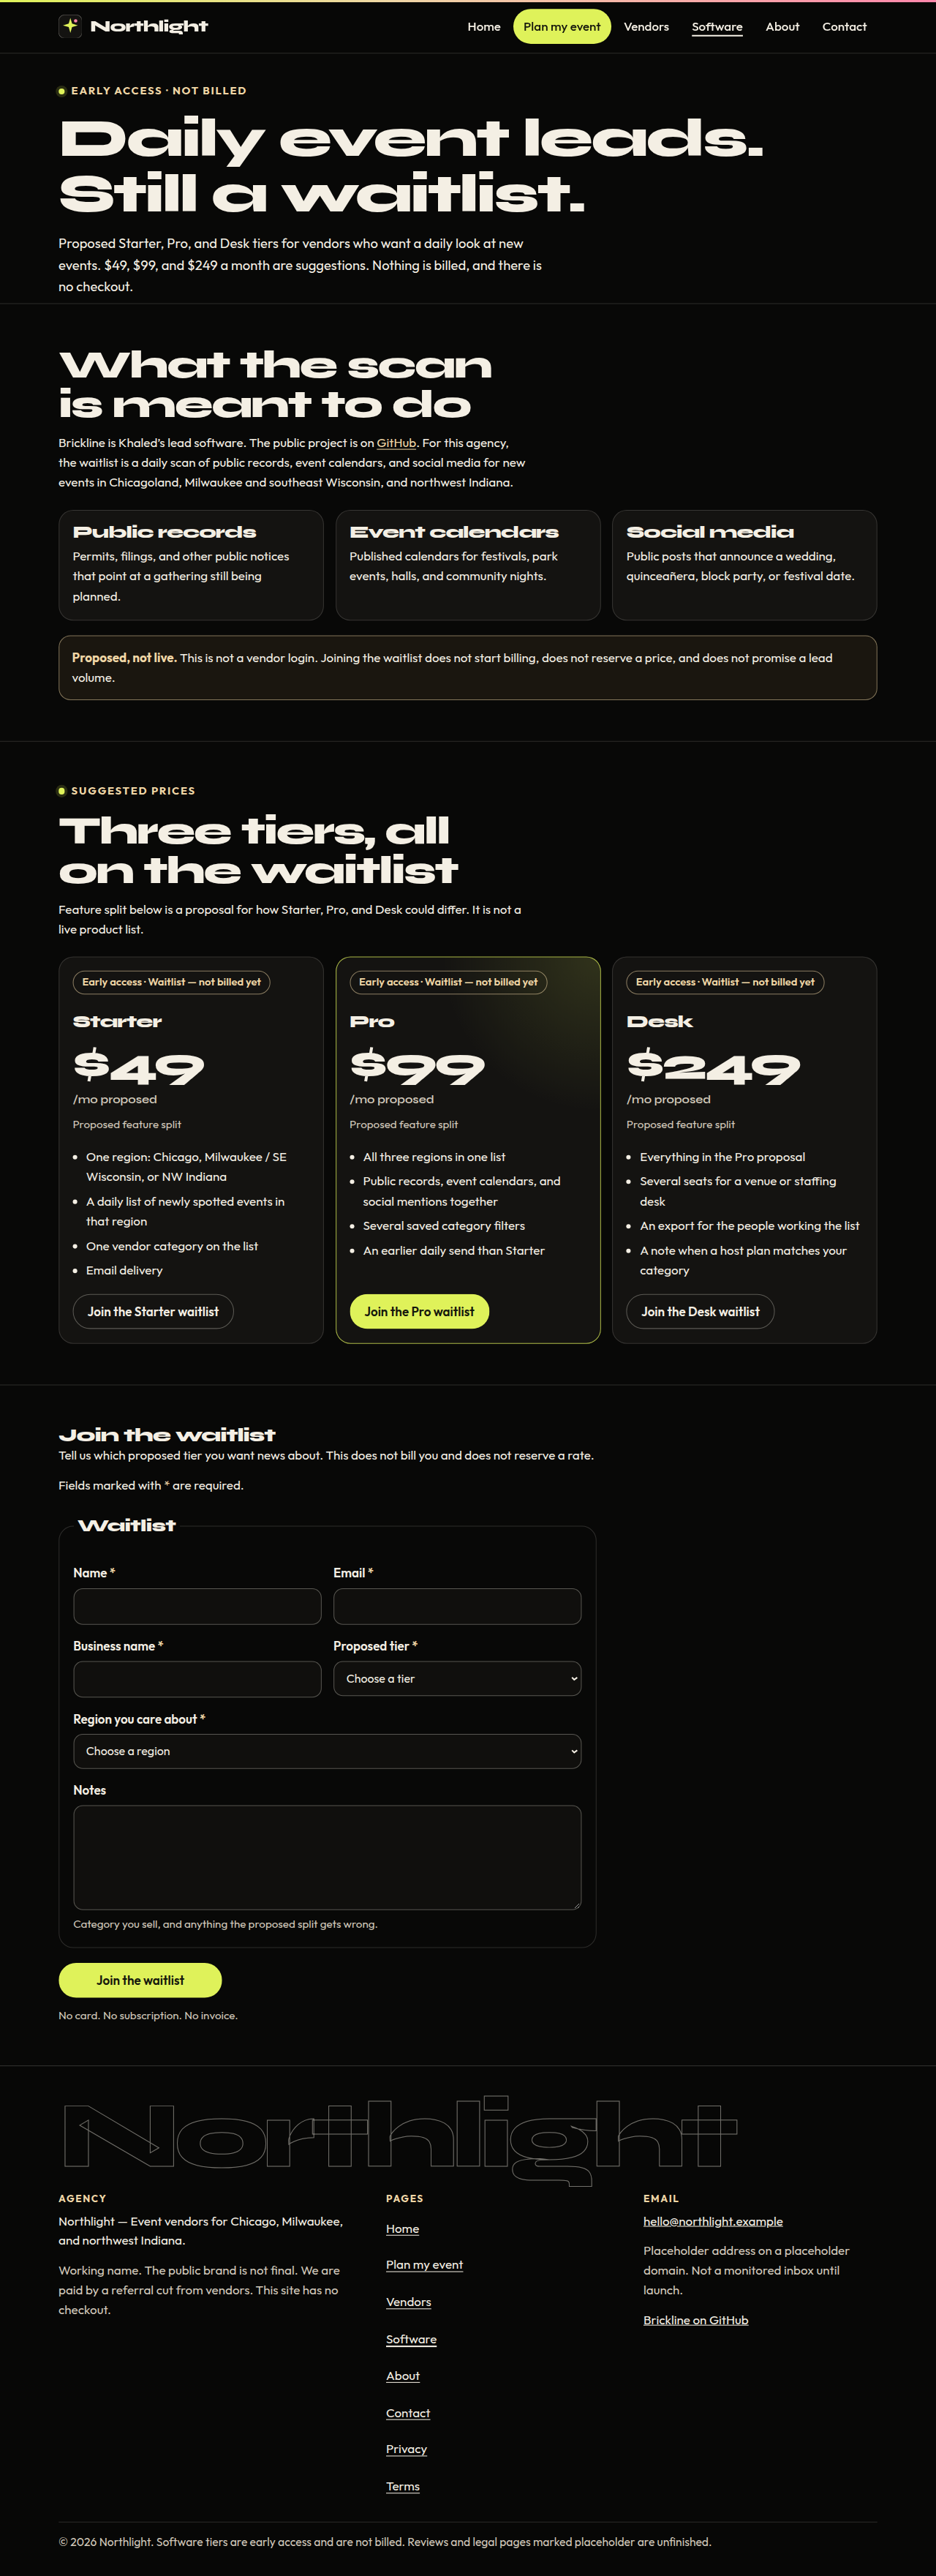 Northlight
Home
Plan my event
Vendors
Software
About
Contact
EARLY ACCESS · NOT BILLED
Daily event leads.
Still a waitlist.
Proposed Starter, Pro, and Desk tiers for vendors who want a daily look at new
events. $49, $99, and $249 a month are suggestions. Nothing is billed, and there is
no checkout.
What the scan
is meant to do
Brickline is Khaled’s lead software. The public project is on GitHub. For this agency,
the waitlist is a daily scan of public records, event calendars, and social media for new
events in Chicagoland, Milwaukee and southeast Wisconsin, and northwest Indiana.
Public records
Permits, filings, and other public notices
that point at a gathering still being
planned.
Event calendars
Published calendars for festivals, park
events, halls, and community nights.
Social media
Public posts that announce a wedding,
quinceañera, block party, or festival date.
Proposed, not live. This is not a vendor login. Joining the waitlist does not start billing, does not reserve a price, and does not promise a lead
volume.
SUGGESTED PRICES
Three tiers, all
on the waitlist
Feature split below is a proposal for how Starter, Pro, and Desk could differ. It is not a
live product list.
Early access · Waitlist — not billed yet
Starter
$49
/mo proposed
Proposed feature split
One region: Chicago, Milwaukee / SE
Wisconsin, or NW Indiana
A daily list of newly spotted events in
that region
One vendor category on the list
Email delivery
Join the Starter waitlist
Early access · Waitlist — not billed yet
Pro
$99
/mo proposed
Proposed feature split
All three regions in one list
Public records, event calendars, and
social mentions together
Several saved category filters
An earlier daily send than Starter
Join the Pro waitlist
Early access · Waitlist — not billed yet
Desk
$249
/mo proposed
Proposed feature split
Everything in the Pro proposal
Several seats for a venue or staffing
desk
An export for the people working the list
A note when a host plan matches your
category
Join the Desk waitlist
Join the waitlist
Tell us which proposed tier you want news about. This does not bill you and does not reserve a rate.
Fields marked with * are required.
Waitlist
Name *
Email *
Business name *
Proposed tier *
Choose a tier
Region you care about *
Choose a region
Notes
Category you sell, and anything the proposed split gets wrong.
Join the waitlist
No card. No subscription. No invoice.
Northlight
AGENCY
Northlight — Event vendors for Chicago, Milwaukee,
and northwest Indiana.
Working name. The public brand is not final. We are
paid by a referral cut from vendors. This site has no
checkout.
PAGES
Home
Plan my event
Vendors
Software
About
Contact
Privacy
Terms
EMAIL
hello@northlight.example
Placeholder address on a placeholder
domain. Not a monitored inbox until
launch.
Brickline on GitHub
© 2026 Northlight. Software tiers are early access and are not billed. Reviews and legal pages marked placeholder are unfinished.